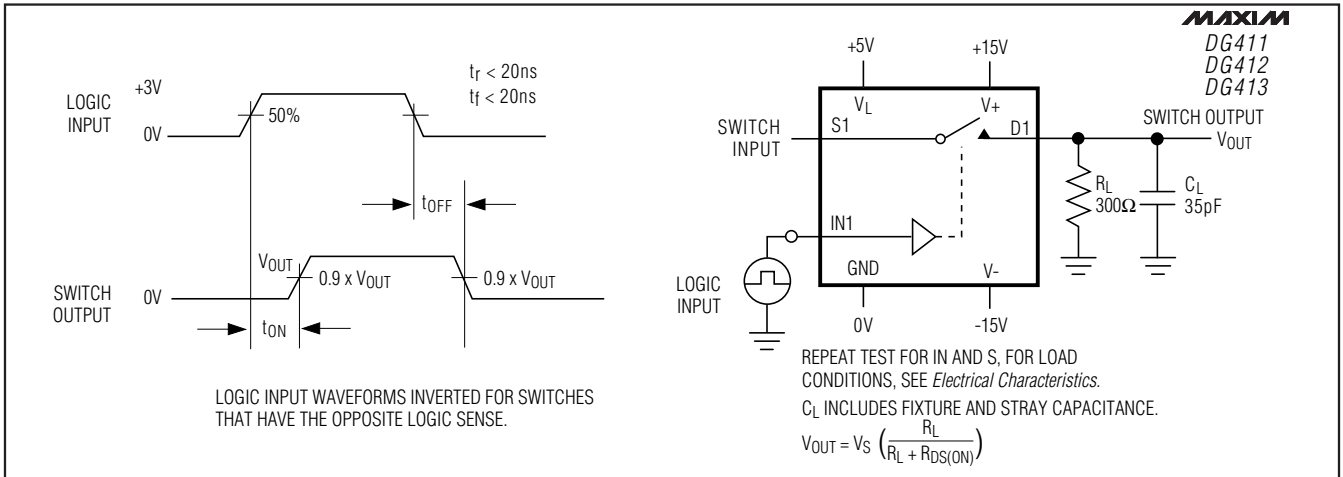 MAXIM
DG411
DG412
DG413
LOGIC
INPUT
+3V
0V
50%
tr < 20ns
tf < 20ns
tOFF
SWITCH
OUTPUT
VOUT
0V
0.9 x VOUT
0.9 x VOUT
tON
LOGIC INPUT WAVEFORMS INVERTED FOR SWITCHES
THAT HAVE THE OPPOSITE LOGIC SENSE.
+5V
+15V
VL
V+
SWITCH
INPUT
S1
D1
SWITCH OUTPUT
VOUT
RL
300Ω
CL
35pF
IN1
LOGIC
INPUT
GND
V-
0V
-15V
REPEAT TEST FOR IN AND S, FOR LOAD
CONDITIONS, SEE Electrical Characteristics.
CL INCLUDES FIXTURE AND STRAY CAPACITANCE.
VOUT = VS (RL / RL + RDS(ON))